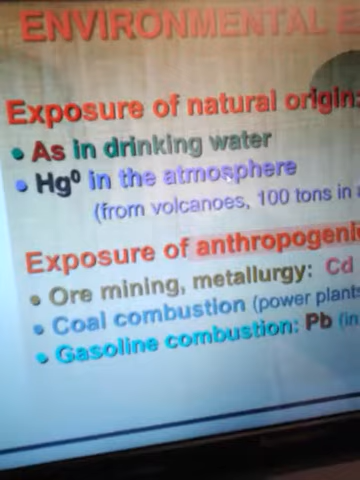 ENVIRONMENTAL E
Exposure of natural origin:
• As in drinking water
• Hg⁰ in the atmosphere
(from volcanoes, 100 tons in
Exposure of anthropogeni
• Ore mining, metallurgy: Cd
• Coal combustion (power plants
• Gasoline combustion: Pb (in